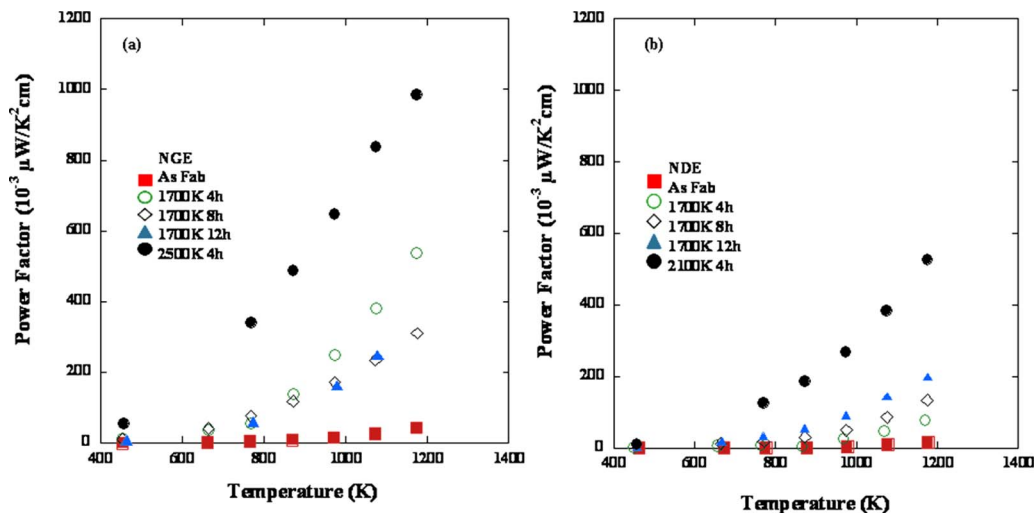 (a)
NGE
As Fab
1700K 4h
1700K 8h
1700K 12h
2500K 4h
1200
1000
800
600
400
200
0
400
600
800
1000
1200
1400
Power Factor (10⁻³ µW/K²cm)
Temperature (K)
(b)
NDE
As Fab
1700K 4h
1700K 8h
1700K 12h
2100K 4h
1200
1000
800
600
400
200
0
400
600
800
1000
1200
1400
Power Factor (10⁻³ µW/K²cm)
Temperature (K)